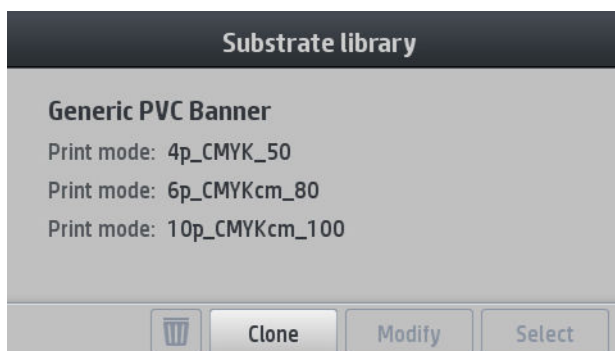 Substrate library
Generic PVC Banner
Print mode: 4p_CMYK_50
Print mode: 6p_CMYKcm_80
Print mode: 10p_CMYKcm_100
Clone Modify Select